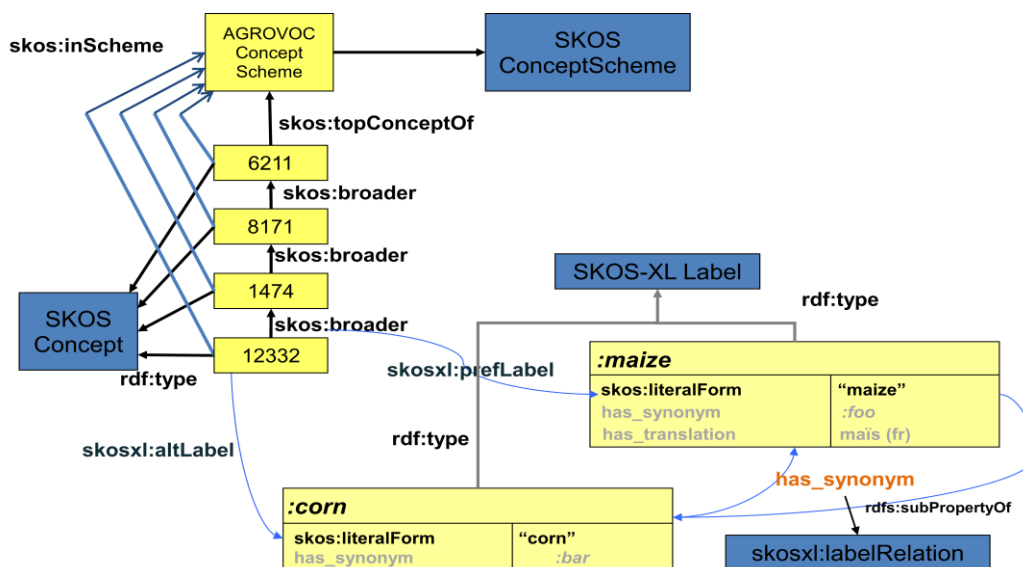 skos:inScheme
AGROVOC
Concept
Scheme
SKOS
ConceptScheme
skos:topConceptOf
6211
skos:broader
8171
skos:broader
1474
skos:broader
12332
SKOS
Concept
rdf:type
SKOS-XL Label
rdf:type
skosxl:prefLabel
:maize
skos:literalForm “maize”
has_synonym :foo
has_translation maïs (fr)
rdf:type
skosxl:altLabel
has_synonym
rdfs:subPropertyOf
:corn
skos:literalForm “corn”
has_synonym :bar
skosxl:labelRelation